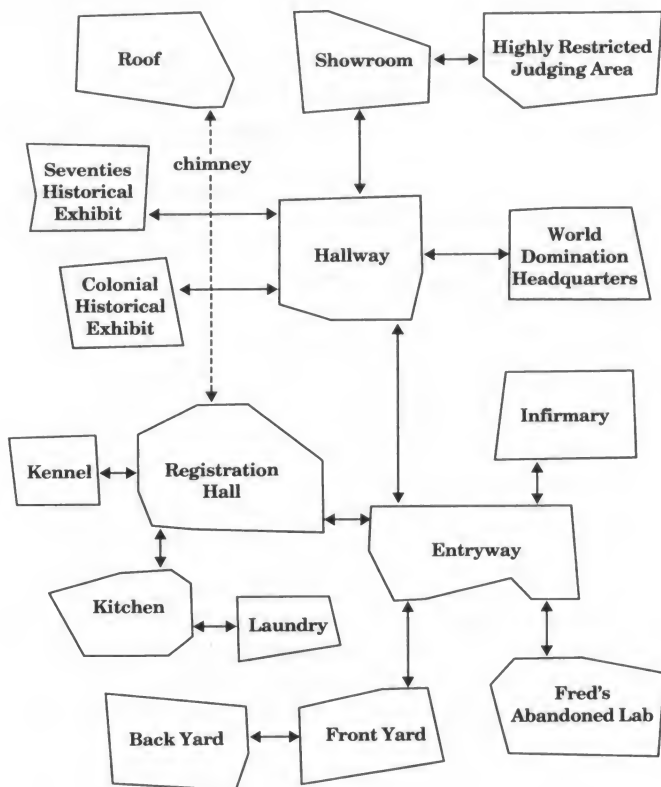 Roof
Showroom
Highly Restricted
Judging Area
chimney
Seventies
Historical
Exhibit
Hallway
World
Domination
Headquarters
Colonial
Historical
Exhibit
Infirmary
Kennel
Registration
Hall
Entryway
Kitchen
Laundry
Fred's
Abandoned Lab
Back Yard
Front Yard